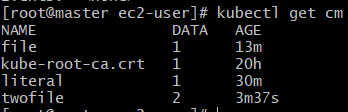 [root@master ec2-user]# kubectl get cm
NAME DATA AGE
file 1 13m
kube-root-ca.crt 1 20h
literal 1 30m
twofile 2 3m37s